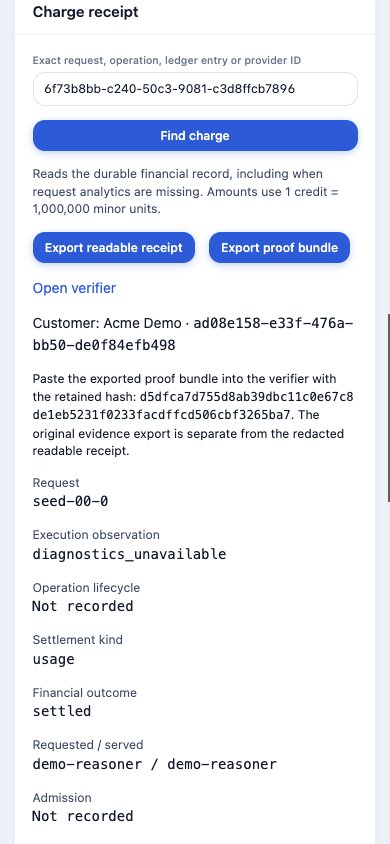 Charge receipt
Exact request, operation, ledger entry or provider ID
6f73b8bb-c240-50c3-9081-c3d8ffcb7896
Find charge
Reads the durable financial record, including when
request analytics are missing. Amounts use 1 credit =
1,000,000 minor units.
Export readable receipt
Export proof bundle
Open verifier
Customer: Acme Demo · ad08e158-e33f-476a-
bb50-de0f84efb498
Paste the exported proof bundle into the verifier with
the retained hash: d5dfca7d755d8ab39dbc11c0e67c8
de1eb5231f0233facdffcd506cbf3265ba7. The
original evidence export is separate from the redacted
readable receipt.
Request
seed-00-0
Execution observation
diagnostics_unavailable
Operation lifecycle
Not recorded
Settlement kind
usage
Financial outcome
settled
Requested / served
demo-reasoner / demo-reasoner
Admission
Not recorded